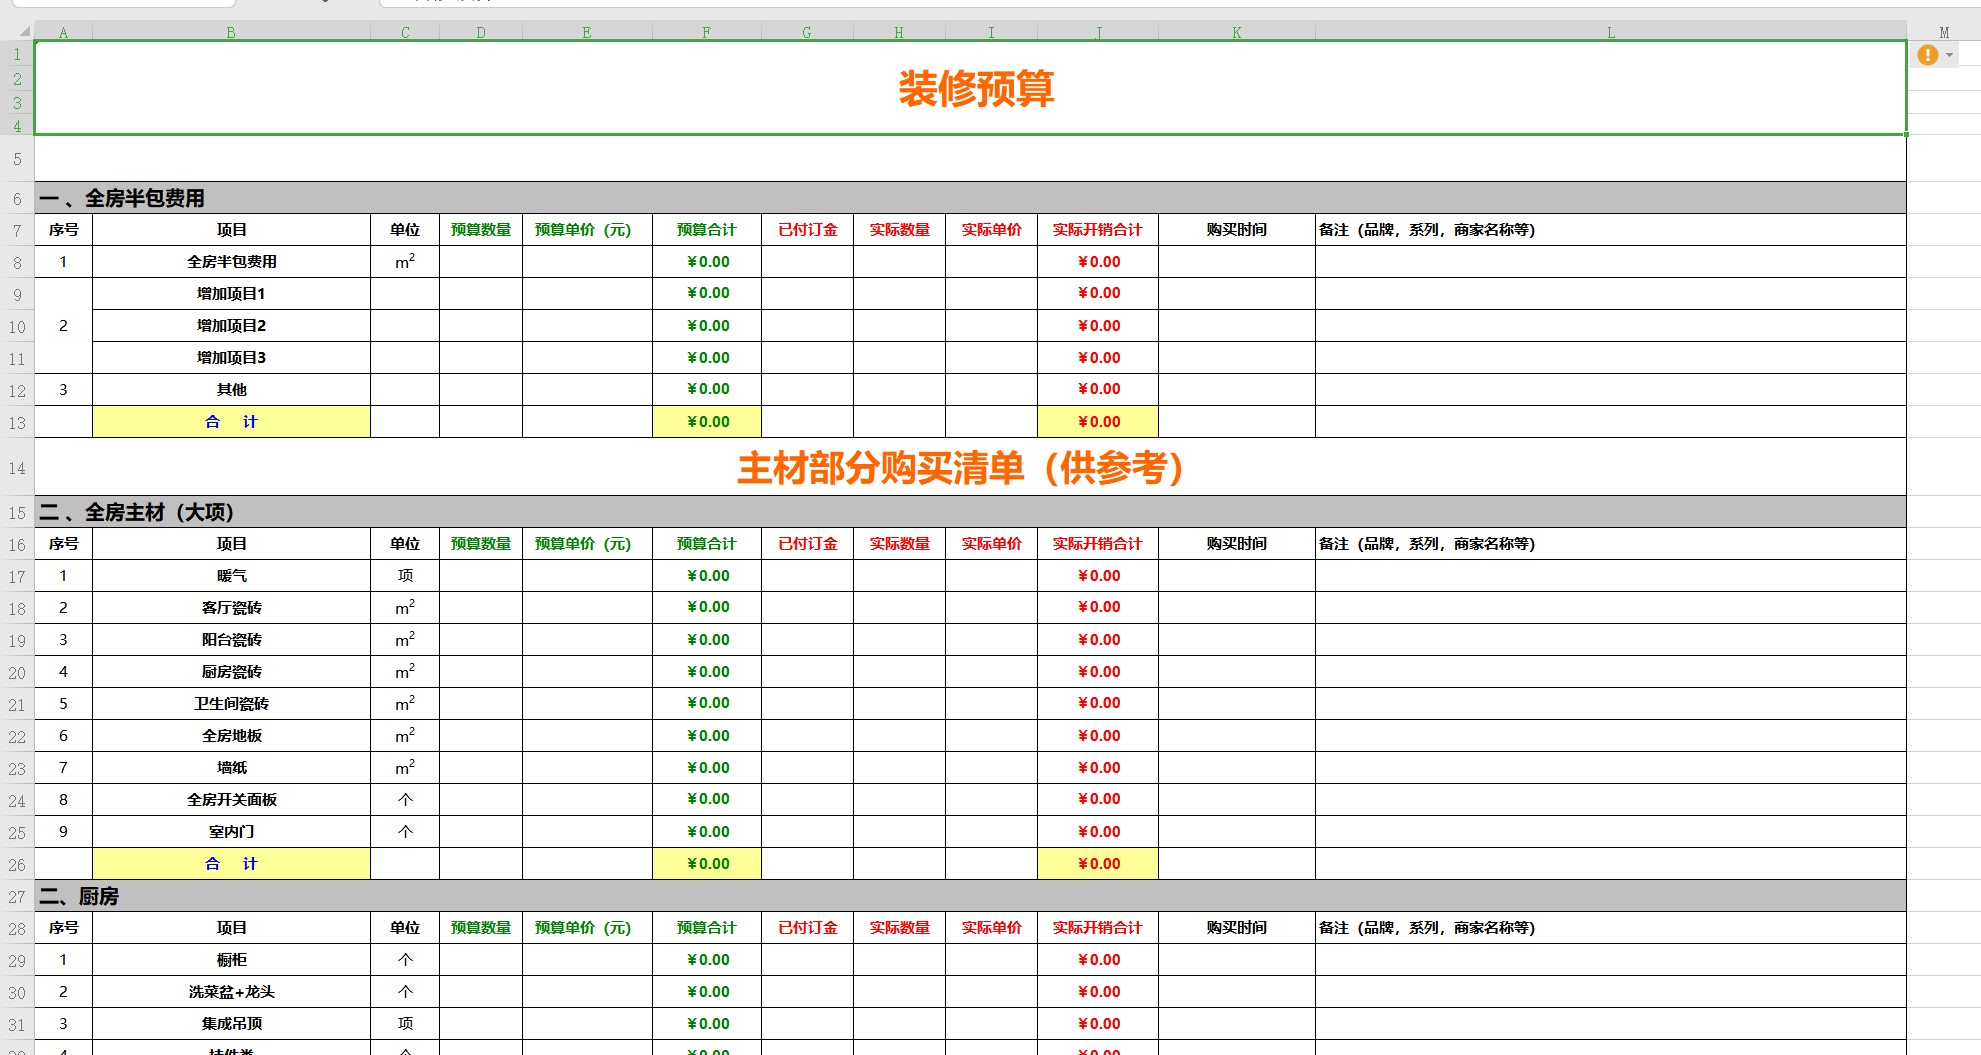 A B C D E F G H I J K L M
1
2 装修预算
3
4
5
6 一、全房半包费用
7 序号 项目 单位 预算数量 预算单价（元） 预算合计 已付订金 实际数量 实际单价 实际开销合计 购买时间 备注（品牌，系列，商家名称等）
8 1 全房半包费用 m² ¥0.00 ¥0.00
9 增加项目1 ¥0.00 ¥0.00
10 2 增加项目2 ¥0.00 ¥0.00
11 增加项目3 ¥0.00 ¥0.00
12 3 其他 ¥0.00 ¥0.00
13 合 计 ¥0.00 ¥0.00
14 主材部分购买清单（供参考）
15 二、全房主材（大项）
16 序号 项目 单位 预算数量 预算单价（元） 预算合计 已付订金 实际数量 实际单价 实际开销合计 购买时间 备注（品牌，系列，商家名称等）
17 1 暖气 项 ¥0.00 ¥0.00
18 2 客厅瓷砖 m² ¥0.00 ¥0.00
19 3 阳台瓷砖 m² ¥0.00 ¥0.00
20 4 厨房瓷砖 m² ¥0.00 ¥0.00
21 5 卫生间瓷砖 m² ¥0.00 ¥0.00
22 6 全房地板 m² ¥0.00 ¥0.00
23 7 墙纸 m² ¥0.00 ¥0.00
24 8 全房开关面板 个 ¥0.00 ¥0.00
25 9 室内门 个 ¥0.00 ¥0.00
26 合 计 ¥0.00 ¥0.00
27 二、厨房
28 序号 项目 单位 预算数量 预算单价（元） 预算合计 已付订金 实际数量 实际单价 实际开销合计 购买时间 备注（品牌，系列，商家名称等）
29 1 橱柜 个 ¥0.00 ¥0.00
30 2 洗菜盆+龙头 个 ¥0.00 ¥0.00
31 3 集成吊顶 项 ¥0.00 ¥0.00